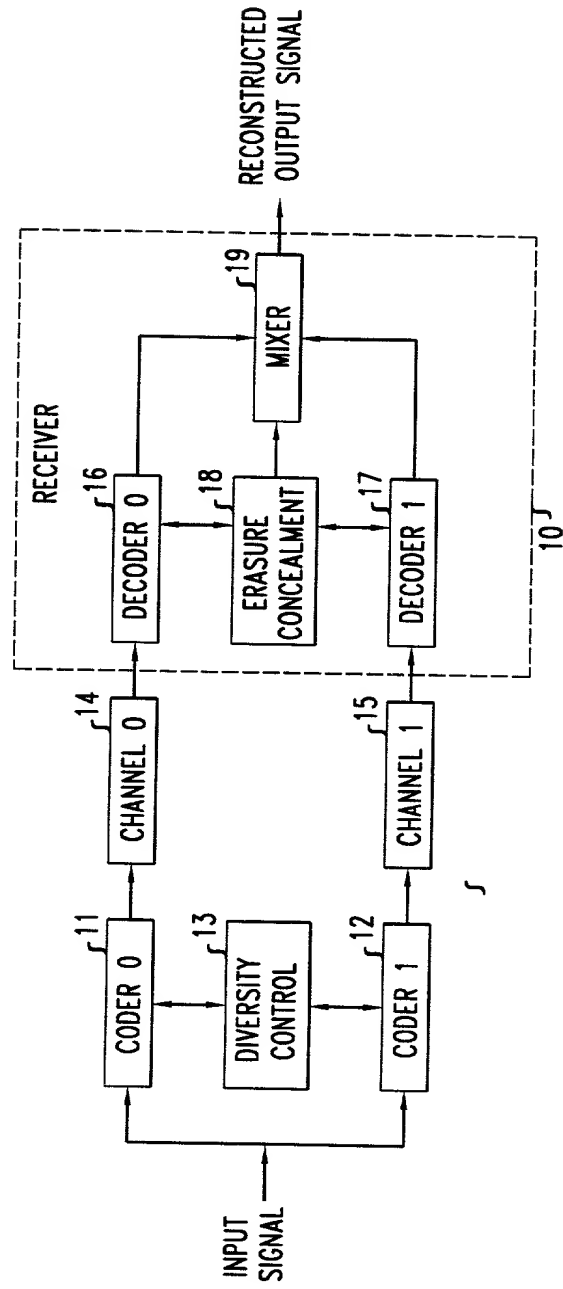 INPUT
SIGNAL
11
CODER 0
13
DIVERSITY
CONTROL
12
CODER 1
14
CHANNEL 0
15
CHANNEL 1
RECEIVER
16
DECODER 0
18
ERASURE
CONCEALMENT
17
DECODER 1
19
MIXER
10
RECONSTRUCTED
OUTPUT SIGNAL